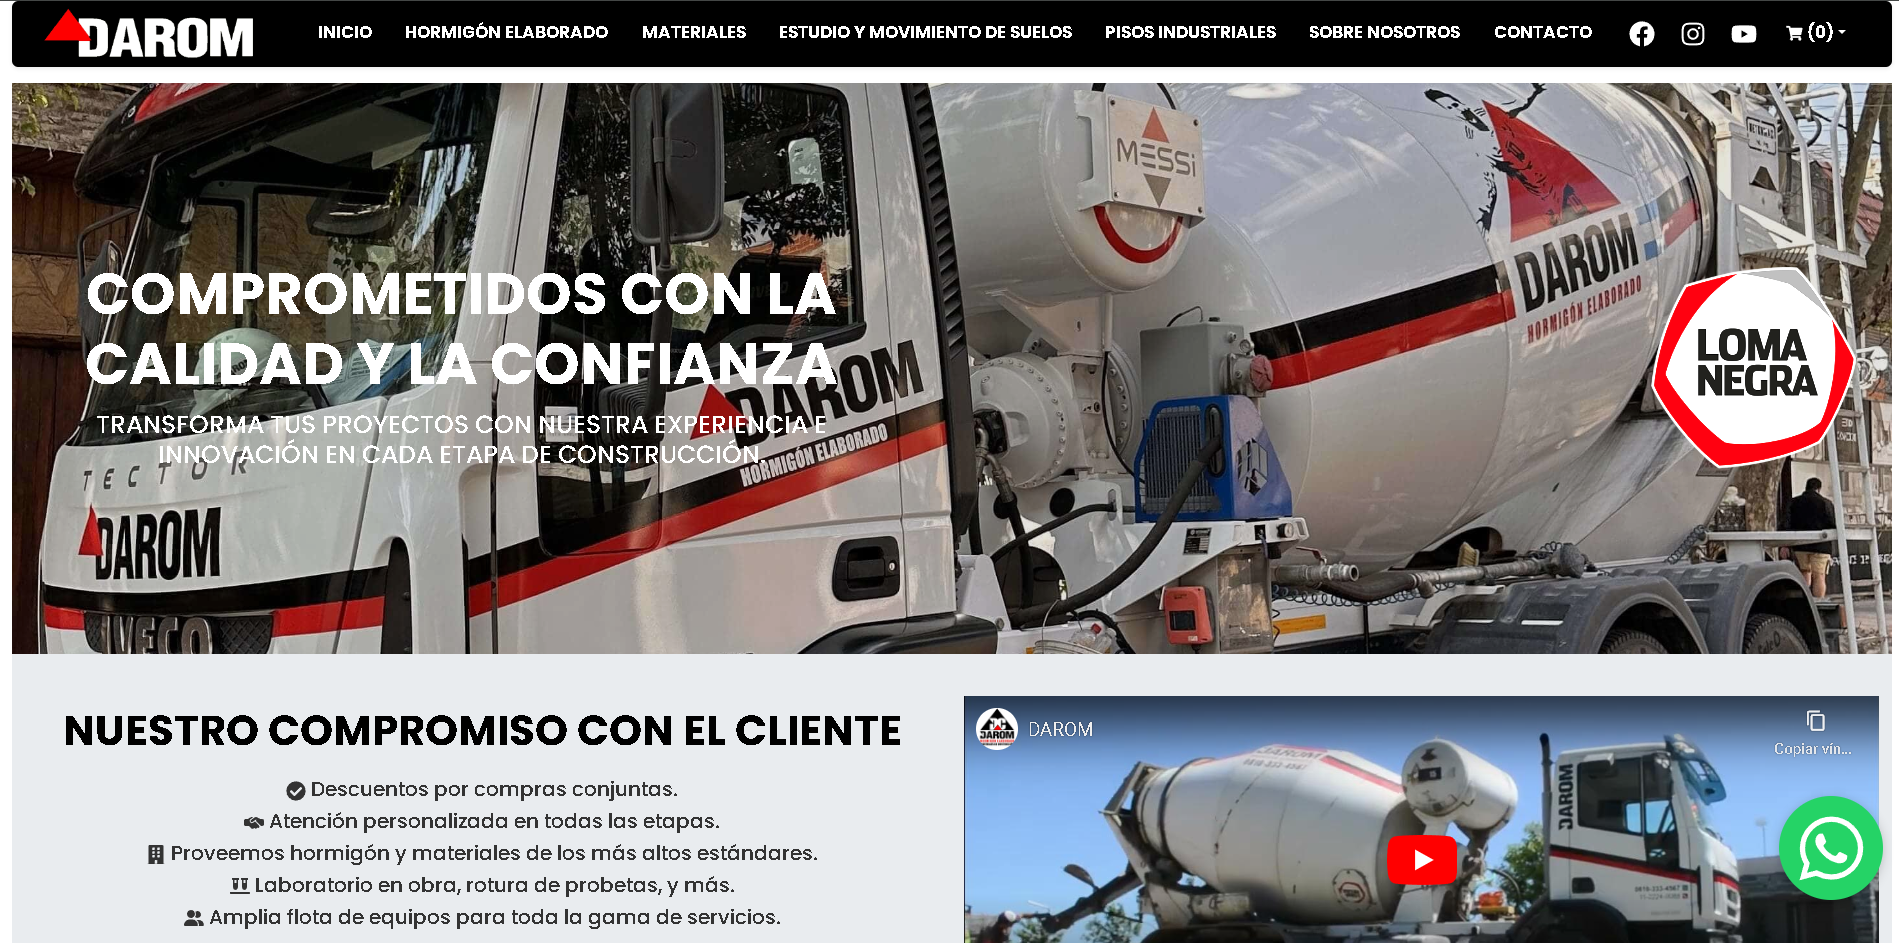 DAROM
INICIO
HORMIGÓN ELABORADO
MATERIALES
ESTUDIO Y MOVIMIENTO DE SUELOS
PISOS INDUSTRIALES
SOBRE NOSOTROS
CONTACTO
(0)
MESSI
DAROM
HORMIGÓN ELABORADO
COMPROMETIDOS CON LA
CALIDAD Y LA CONFIANZA
TRANSFORMA TUS PROYECTOS CON NUESTRA EXPERIENCIA E
INNOVACIÓN EN CADA ETAPA DE CONSTRUCCIÓN.
LOMA
NEGRA
DAROM
HORMIGÓN ELABORADO
TECTOR
DAROM
IVECO
NUESTRO COMPROMISO CON EL CLIENTE
Descuentos por compras conjuntas.
Atención personalizada en todas las etapas.
Proveemos hormigón y materiales de los más altos estándares.
Laboratorio en obra, rotura de probetas, y más.
Amplia flota de equipos para toda la gama de servicios.
DAROM
DAROM
Copiar vín...
DAROM